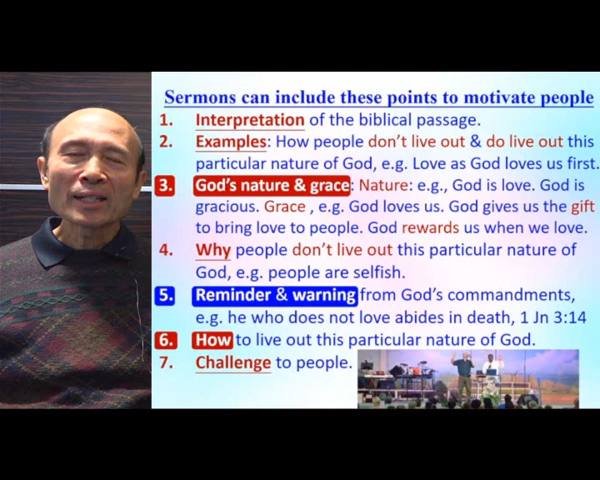 Sermons can include these points to motivate people
1. Interpretation of the biblical passage.
2. Examples: How people don't live out & do live out this
particular nature of God, e.g. Love as God loves us first.
3. God's nature & grace: Nature: e.g., God is love. God is
gracious. Grace , e.g. God loves us. God gives us the gift
to bring love to people. God rewards us when we love.
4. Why people don't live out this particular nature of
God, e.g. people are selfish.
5. Reminder & warning from God's commandments,
e.g. he who does not love abides in death, 1 Jn 3:14
6. How to live out this particular nature of God.
7. Challenge to people.